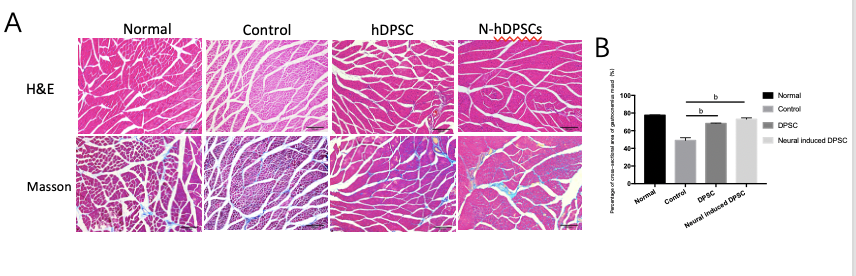 A
Normal
Control
hDPSC
N-hDPSCs
H&E
Masson
B
Percentage of cross-sectional area of gastrocnemius muscl (%)
100
80
60
40
20
0
b
b
Normal
Control
DPSC
Neural induced DPSC
Normal
Control
DPSC
Neural induced DPSC